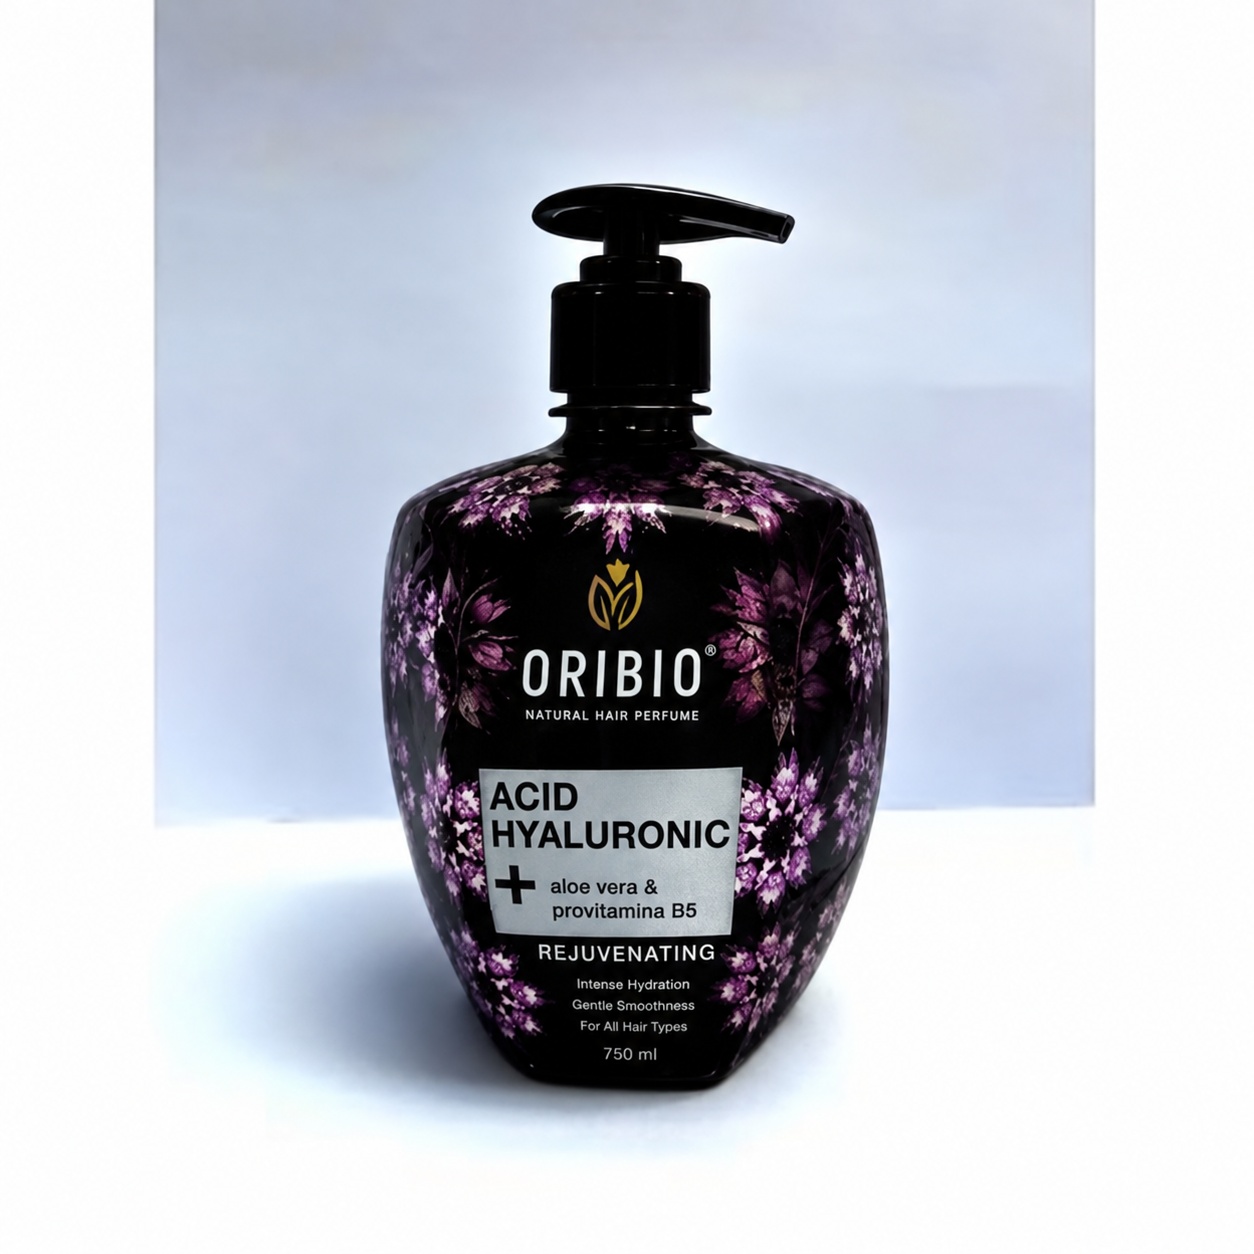 ORIBIO®
NATURAL HAIR PERFUME
ACID
HYALURONIC
+ aloe vera &
provitamina B5
REJUVENATING
Intense Hydration
Gentle Smoothness
For All Hair Types
750 ml